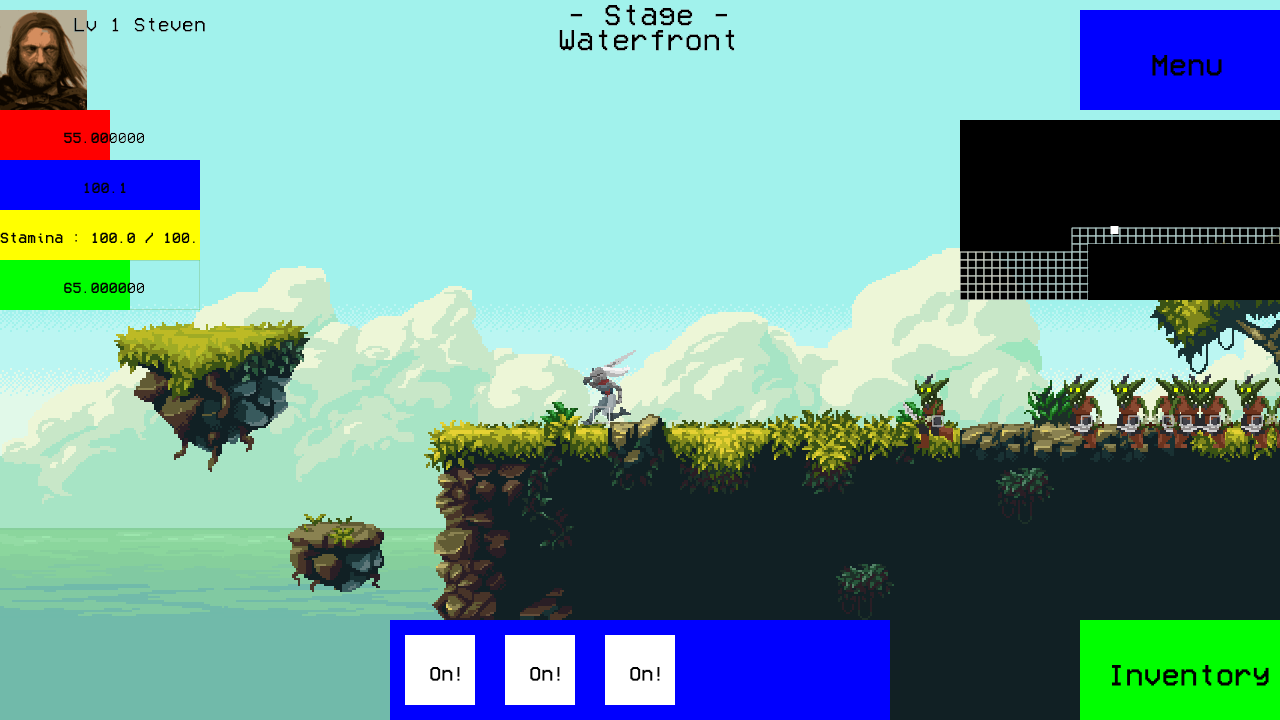 Lv 1 Steven
- Stage -
Waterfront
Menu
55.000000
100.1
Stamina : 100.0 / 100.
65.000000
On!
On!
On!
Inventory